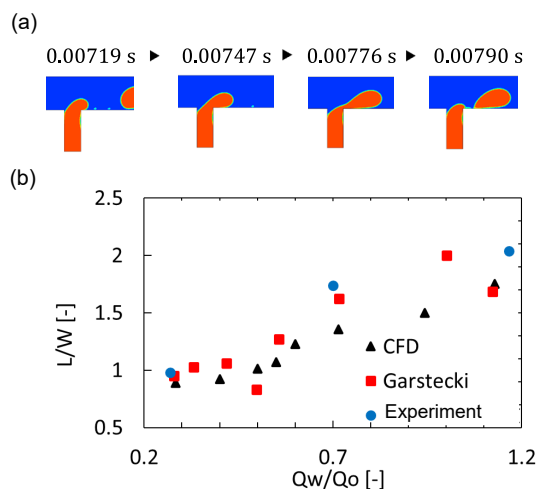 (a)
0.00719 s ► 0.00747 s ► 0.00776 s ► 0.00790 s
(b)
L/W [-]
2.5
2
1.5
1
0.5
CFD
Garstecki
Experiment
0.2 0.7 1.2
Qw/Qo [-]